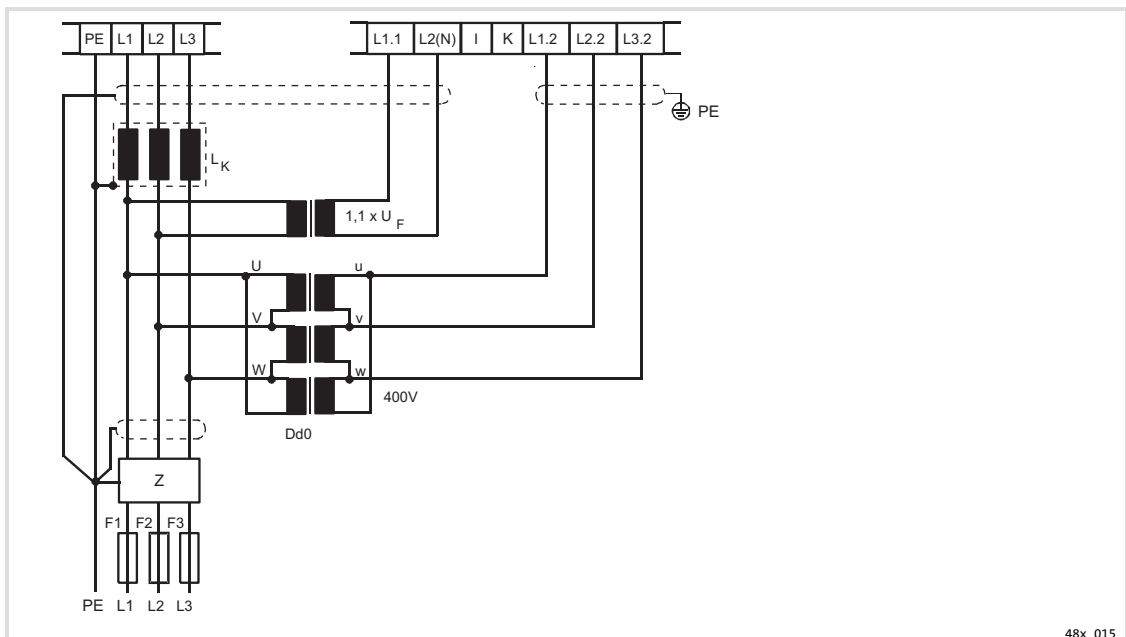 PE L1 L2 L3 L1.1 L2(N) I K L1.2 L2.2 L3.2
PE
LK
1,1 x UF
U u
V v
W w
400V
Dd0
Z
F1 F2 F3
PE L1 L2 L3
48x_015